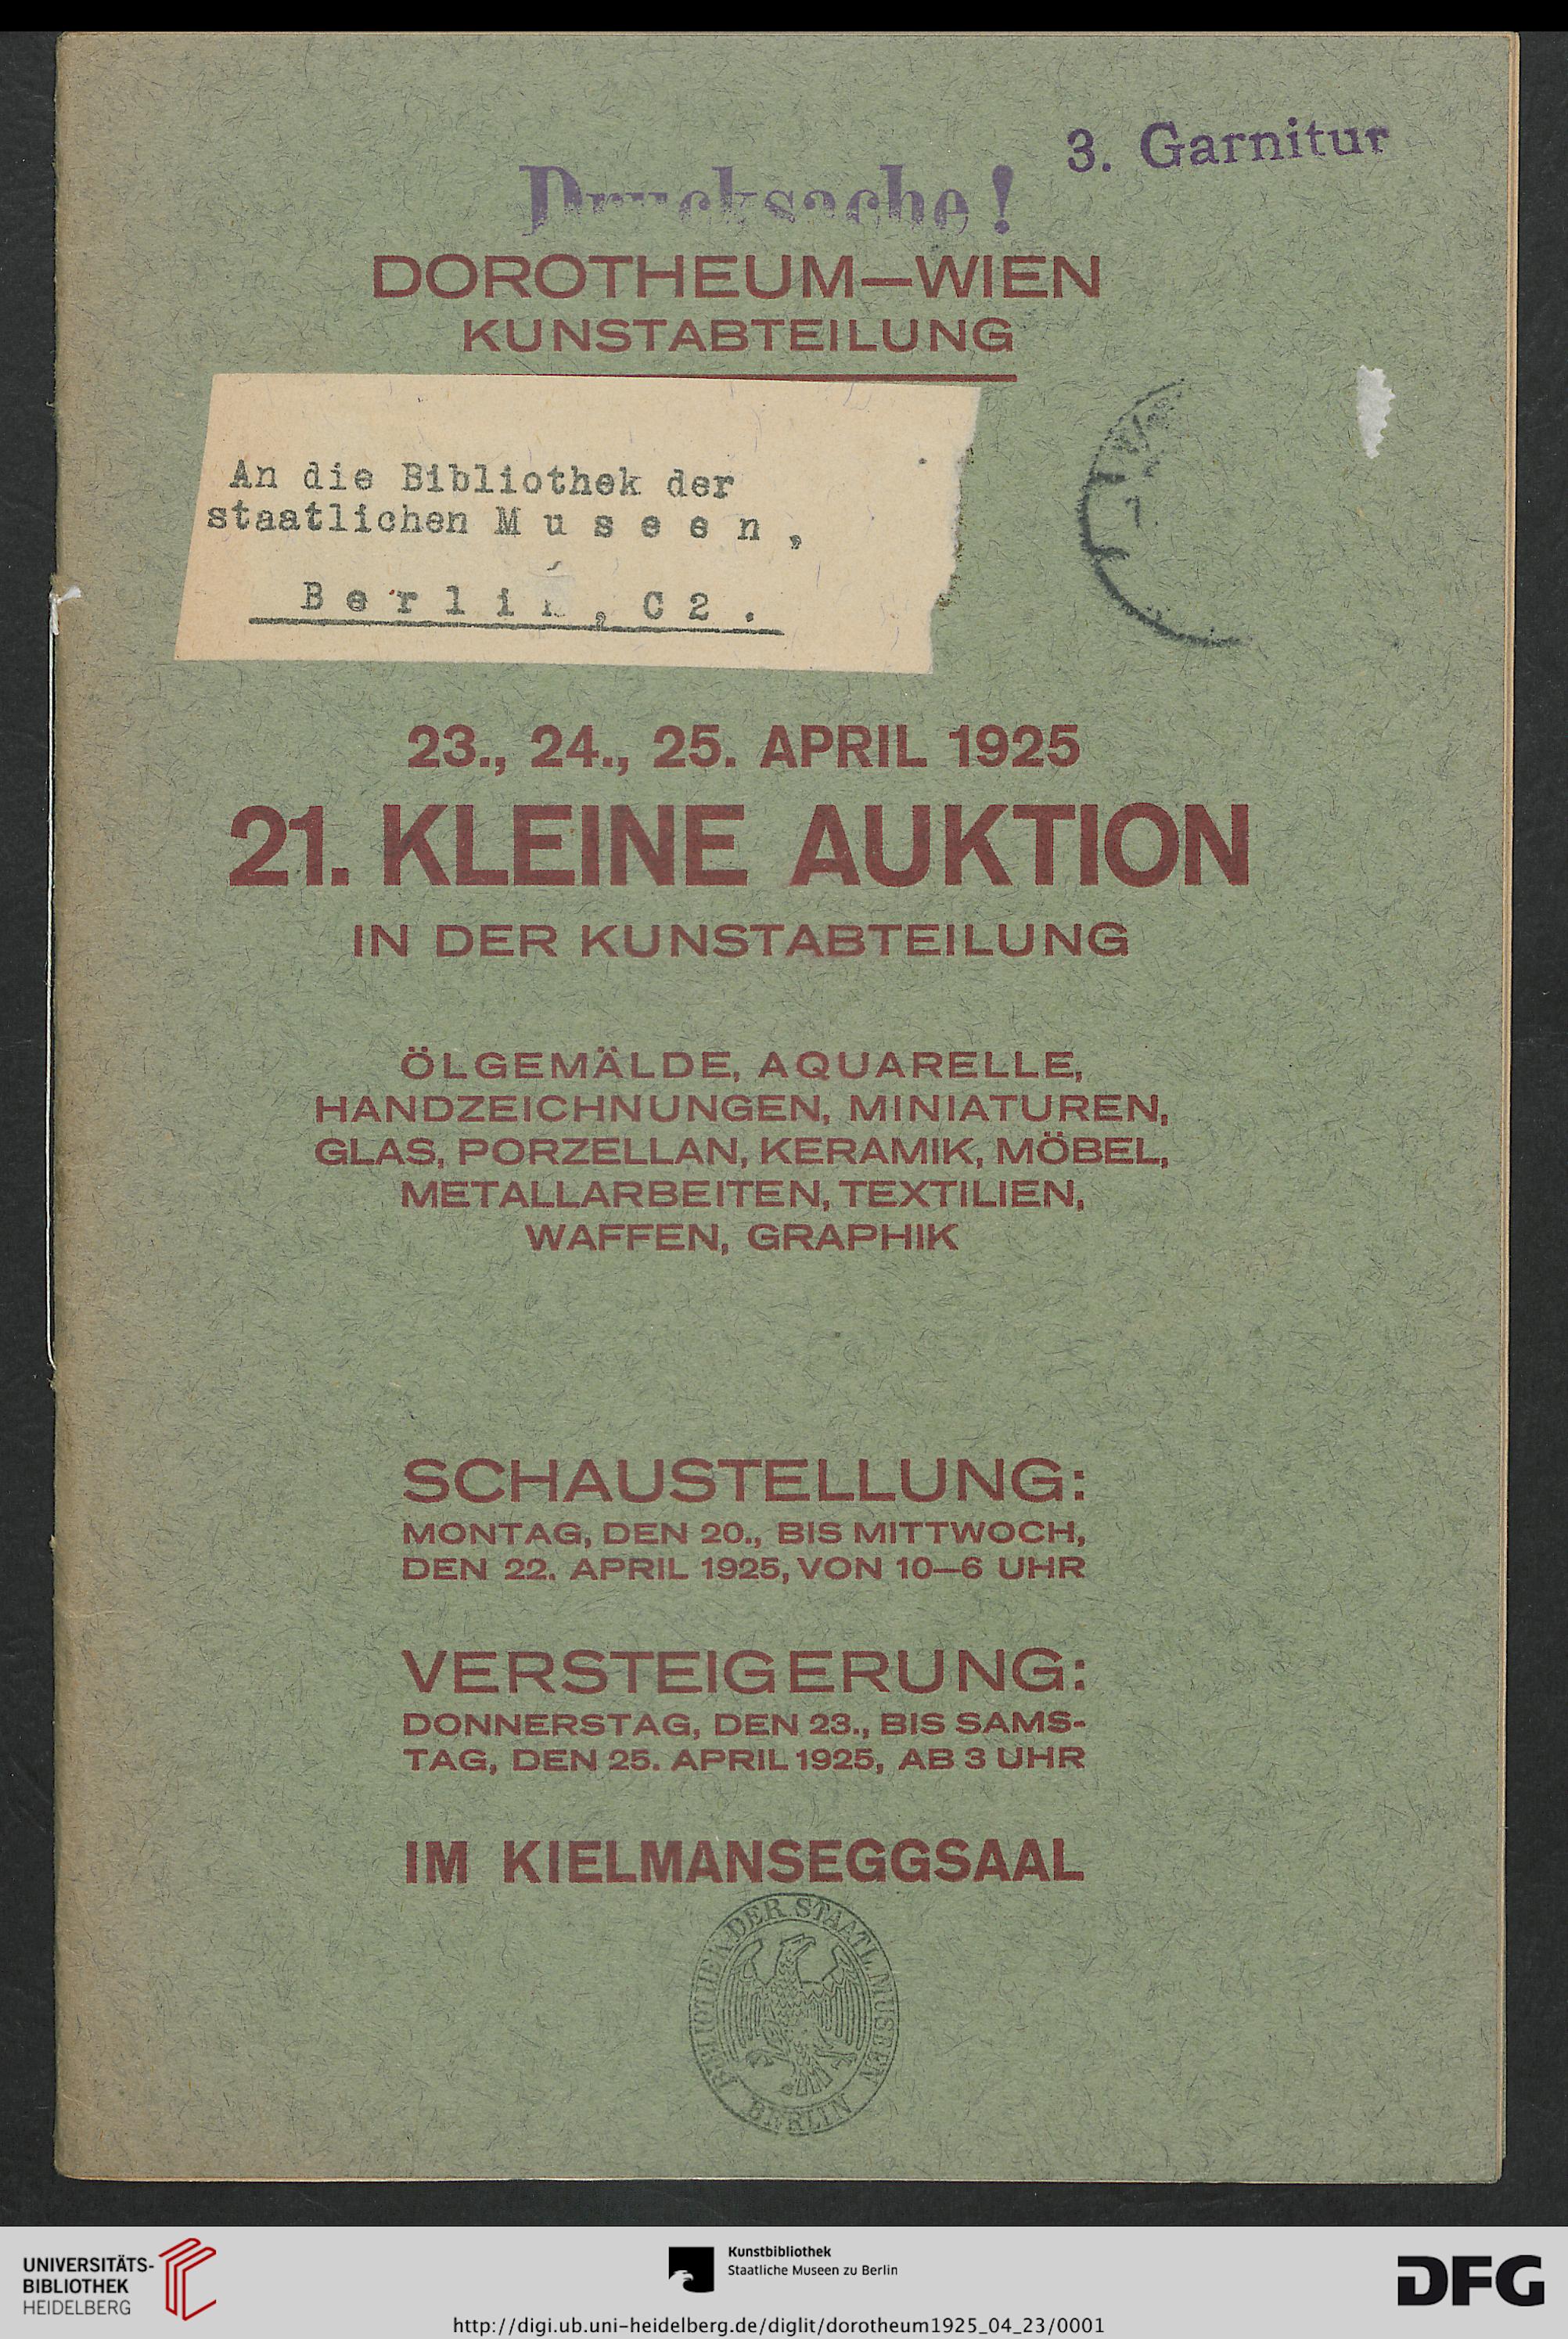 3. Garnitur
Drucksache!
DOROTHEUM—WIEN
KUNSTABTEILUNG
An die Bibliothek der
staatlichen M u s e e n ,
B e r l i n , C 2 .
23., 24., 25. APRIL 1925
21. KLEINE AUKTION
IN DER KUNSTABTEILUNG
ÖLGEMÄLDE, AQUARELLE,
HANDZEICHNUNGEN, MINIATUREN,
GLAS, PORZELLAN, KERAMIK, MÖBEL,
METALLARBEITEN, TEXTILIEN,
WAFFEN, GRAPHIK
SCHAUSTELLUNG:
MONTAG, DEN 20., BIS MITTWOCH,
DEN 22. APRIL 1925, VON 10—6 UHR
VERSTEIGERUNG:
DONNERSTAG, DEN 23., BIS SAMS-
TAG, DEN 25. APRIL 1925, AB 3 UHR
IM KIELMANSEGGSAAL
BIBLIOTHEK DER STAATL. MUSEEN
BERLIN
UNIVERSITÄTS-
BIBLIOTHEK
HEIDELBERG
Kunstbibliothek
Staatliche Museen zu Berlin
DFG
http://digi.ub.uni-heidelberg.de/diglit/dorotheum1925_04_23/0001